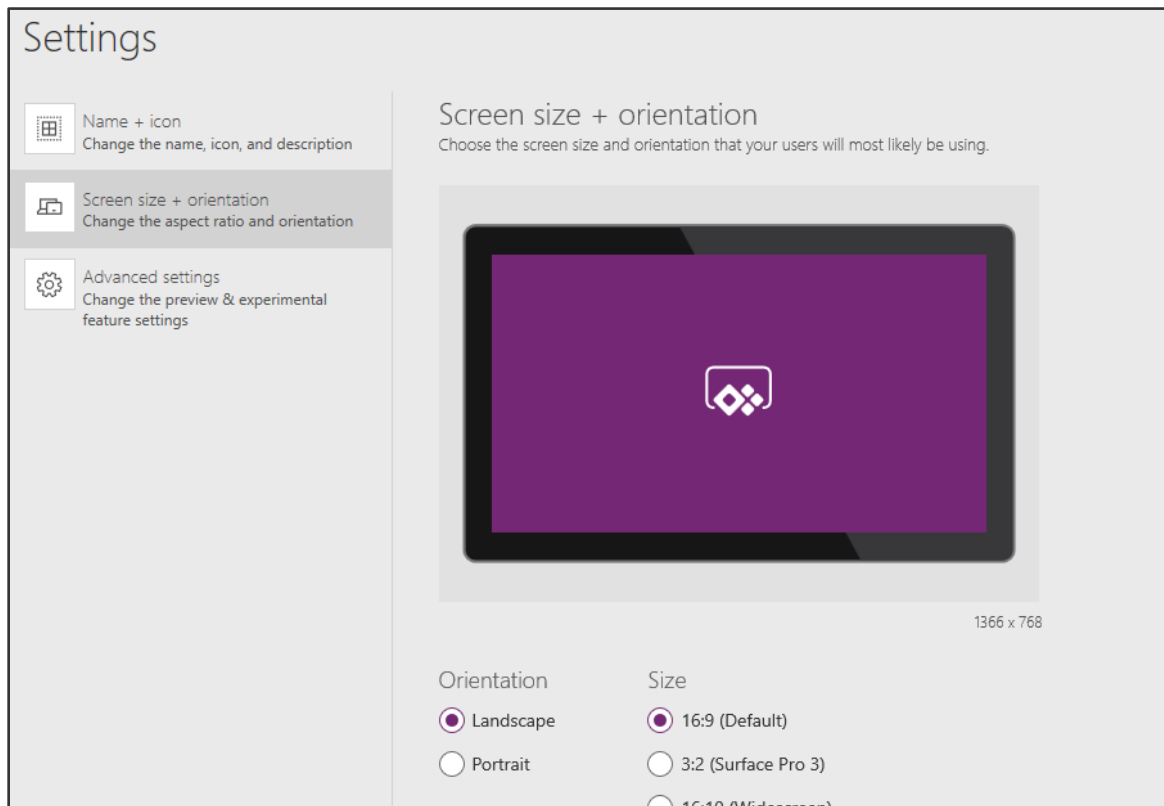 Settings
Name + icon
Change the name, icon, and description
Screen size + orientation
Change the aspect ratio and orientation
Advanced settings
Change the preview & experimental
feature settings
Screen size + orientation
Choose the screen size and orientation that your users will most likely be using.
1366 x 768
Orientation
Landscape
Portrait
Size
16:9 (Default)
3:2 (Surface Pro 3)
16:10 (Widescreen)